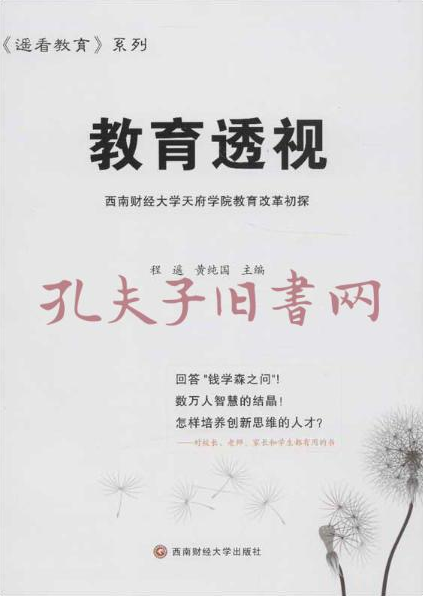 《遥看教育》系列
教育透视
西南财经大学天府学院教育改革初探
程 遥 黄纯国 主编
孔夫子旧書网
回答“钱学森之问”!
数万人智慧的结晶!
怎样培养创新思维的人才?
——对校长、老师、家长和学生都有用的书
西南财经大学出版社